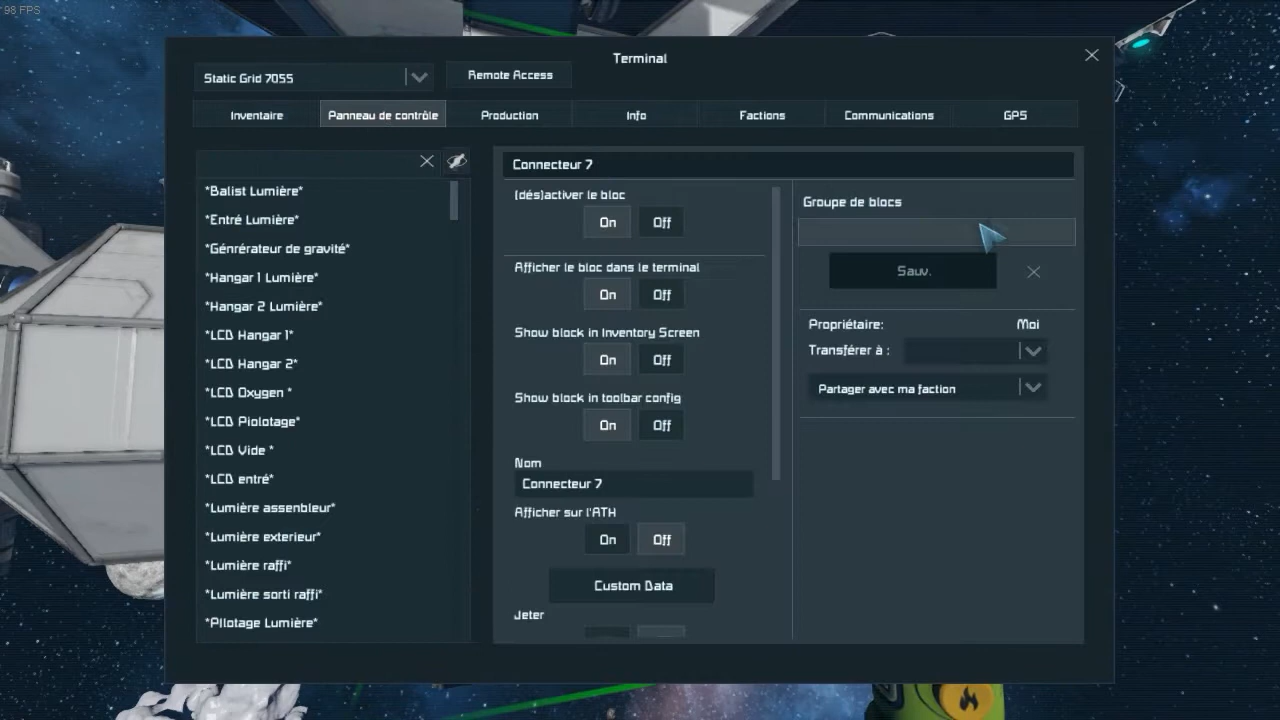 98 FPS
Terminal
Static Grid 7055
Remote Access
Inventaire
Panneau de contrôle
Production
Info
Factions
Communications
GPS
*Balist Lumière*
*Entré Lumière*
*Génrérateur de gravité*
*Hangar 1 Lumière*
*Hangar 2 Lumière*
*LCD Hangar 1*
*LCD Hangar 2*
*LCD Oxygen *
*LCD Piolotage*
*LCD Vide *
*LCD entré*
*Lumière assenbleur*
*Lumière exterieur*
*Lumière raffi*
*Lumière sorti raffi*
*Pilotage Lumière*
Connecteur 7
(dés)activer le bloc
On Off
Afficher le bloc dans le terminal
On Off
Show block in Inventory Screen
On Off
Show block in toolbar config
On Off
Nom
Connecteur 7
Afficher sur l'ATH
On Off
Custom Data
Jeter
Groupe de blocs
Sauv.
Propriétaire: Moi
Transférer à :
Partager avec ma faction